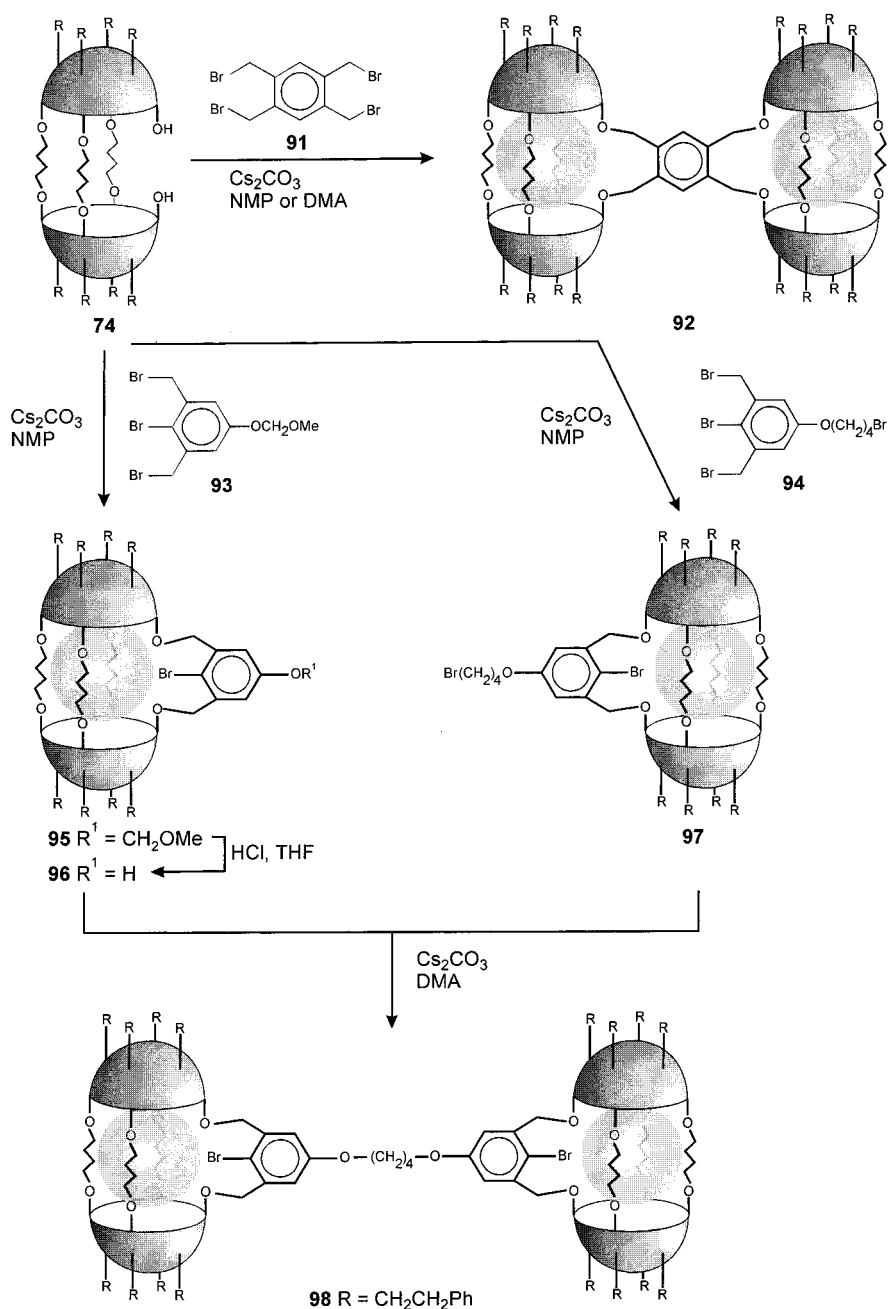 R R R R
O O O O OH
O O O O OH
R R R R
74
Br Br
Br Br
91
Cs₂CO₃
NMP or DMA
R R R R R R R R
O O O O O O
O O O O O O
R R R R R R R R
92
Cs₂CO₃
NMP
Br
Br OCH₂OMe
Br
93
Cs₂CO₃
NMP
Br
Br O(CH₂)₄Br
Br
94
R R R R
O O O
Br OR¹
O O O
R R R R
95 R¹ = CH₂OMe
96 R¹ = H
HCl, THF
R R R R
O O O
Br(CH₂)₄ O Br
O O O
R R R R
97
Cs₂CO₃
DMA
R R R R R R R R
O O O O O O
Br O (CH₂)₄ O Br
O O O O O O
R R R R R R R R
98 R = CH₂CH₂Ph